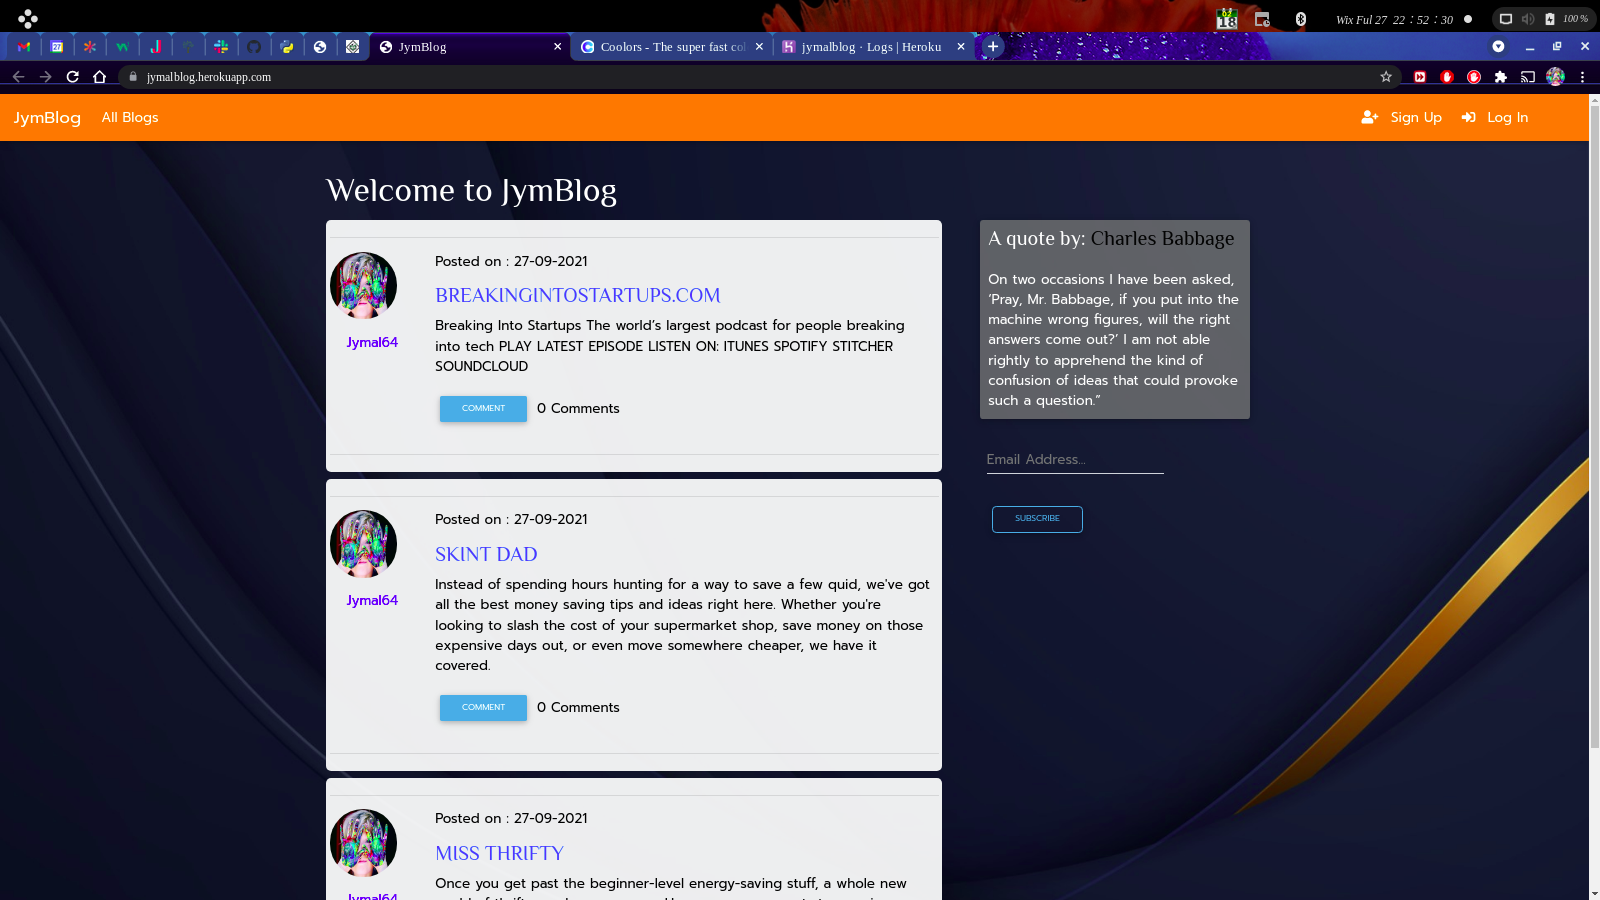 02
18
Wix Ful 27 22 : 52 : 30
100 %
27
JymBlog
Coolors - The super fast col
jymalblog · Logs | Heroku
jymalblog.herokuapp.com
JymBlog
All Blogs
Sign Up
Log In
Welcome to JymBlog
Posted on : 27-09-2021
BREAKINGINTOSTARTUPS.COM
Jymal64
Breaking Into Startups The world’s largest podcast for people breaking
into tech PLAY LATEST EPISODE LISTEN ON: ITUNES SPOTIFY STITCHER
SOUNDCLOUD
COMMENT
0 Comments
Posted on : 27-09-2021
SKINT DAD
Jymal64
Instead of spending hours hunting for a way to save a few quid, we've got
all the best money saving tips and ideas right here. Whether you're
looking to slash the cost of your supermarket shop, save money on those
expensive days out, or even move somewhere cheaper, we have it
covered.
COMMENT
0 Comments
Posted on : 27-09-2021
MISS THRIFTY
Jymal64
Once you get past the beginner-level energy-saving stuff, a whole new
A quote by: Charles Babbage
On two occasions I have been asked,
‘Pray, Mr. Babbage, if you put into the
machine wrong figures, will the right
answers come out?’ I am not able
rightly to apprehend the kind of
confusion of ideas that could provoke
such a question.”
Email Address...
SUBSCRIBE